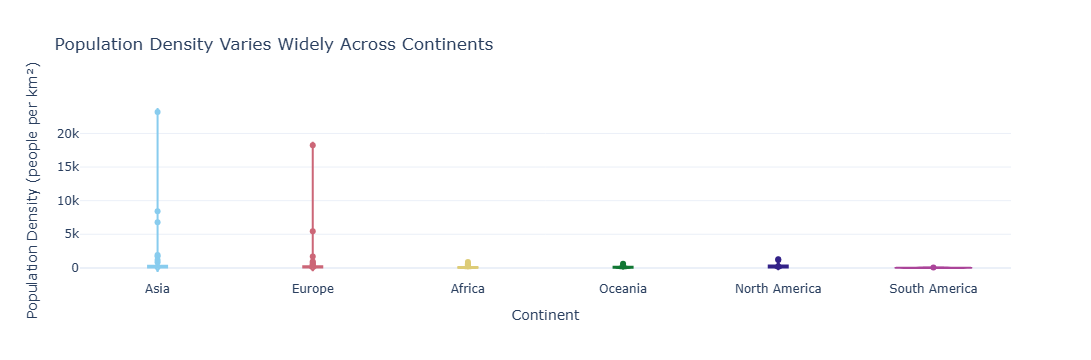 Population Density Varies Widely Across Continents
Population Density (people per km²)
20k
15k
10k
5k
0
Asia
Europe
Africa
Oceania
North America
South America
Continent